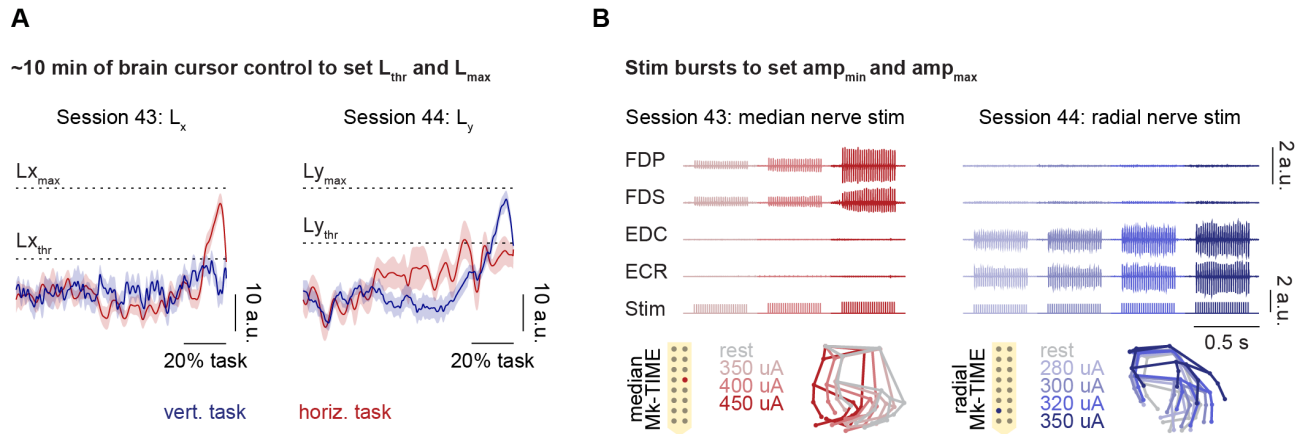 A
~10 min of brain cursor control to set Lthr and Lmax
Session 43: Lx
Session 44: Ly
Lxmax
Lxthr
10 a.u.
20% task
Lymax
Lythr
10 a.u.
20% task
vert. task
horiz. task
B
Stim bursts to set ampmin and ampmax
Session 43: median nerve stim
Session 44: radial nerve stim
FDP
FDS
EDC
ECR
Stim
2 a.u.
2 a.u.
0.5 s
median
Mk-TIME
rest
350 uA
400 uA
450 uA
radial
Mk-TIME
rest
280 uA
300 uA
320 uA
350 uA